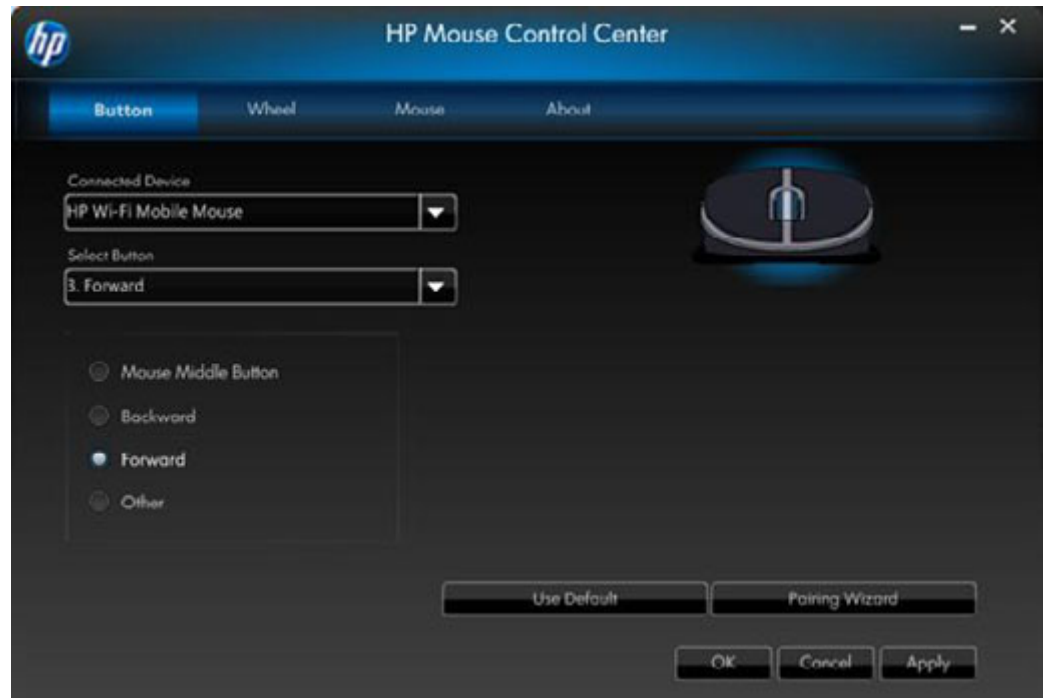 hp
HP Mouse Control Center
Button Wheel Mouse About
Connected Device
HP Wi-Fi Mobile Mouse
Select Button
3. Forward
Mouse Middle Button
Backward
Forward
Other
Use Default Pairing Wizard
OK Cancel Apply